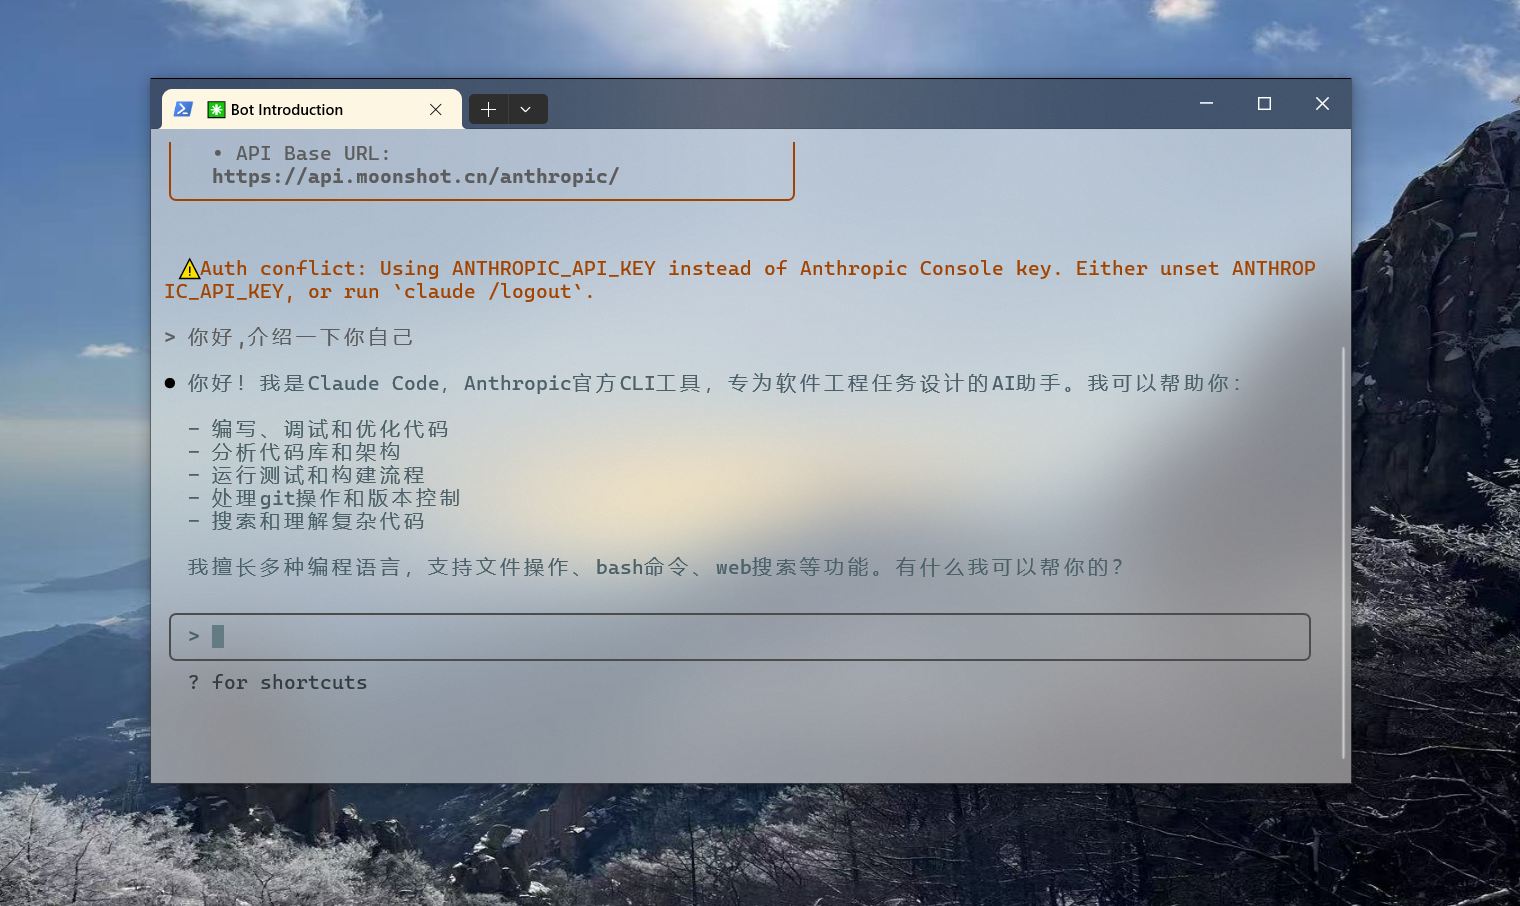 Bot Introduction
• API Base URL:
https://api.moonshot.cn/anthropic/
⚠Auth conflict: Using ANTHROPIC_API_KEY instead of Anthropic Console key. Either unset ANTHROP
IC_API_KEY, or run `claude /logout`.
> 你好,介绍一下你自己
● 你好！我是Claude Code，Anthropic官方CLI工具，专为软件工程任务设计的AI助手。我可以帮助你：
- 编写、调试和优化代码
- 分析代码库和架构
- 运行测试和构建流程
- 处理git操作和版本控制
- 搜索和理解复杂代码
我擅长多种编程语言，支持文件操作、bash命令、web搜索等功能。有什么我可以帮你的？
>
? for shortcuts